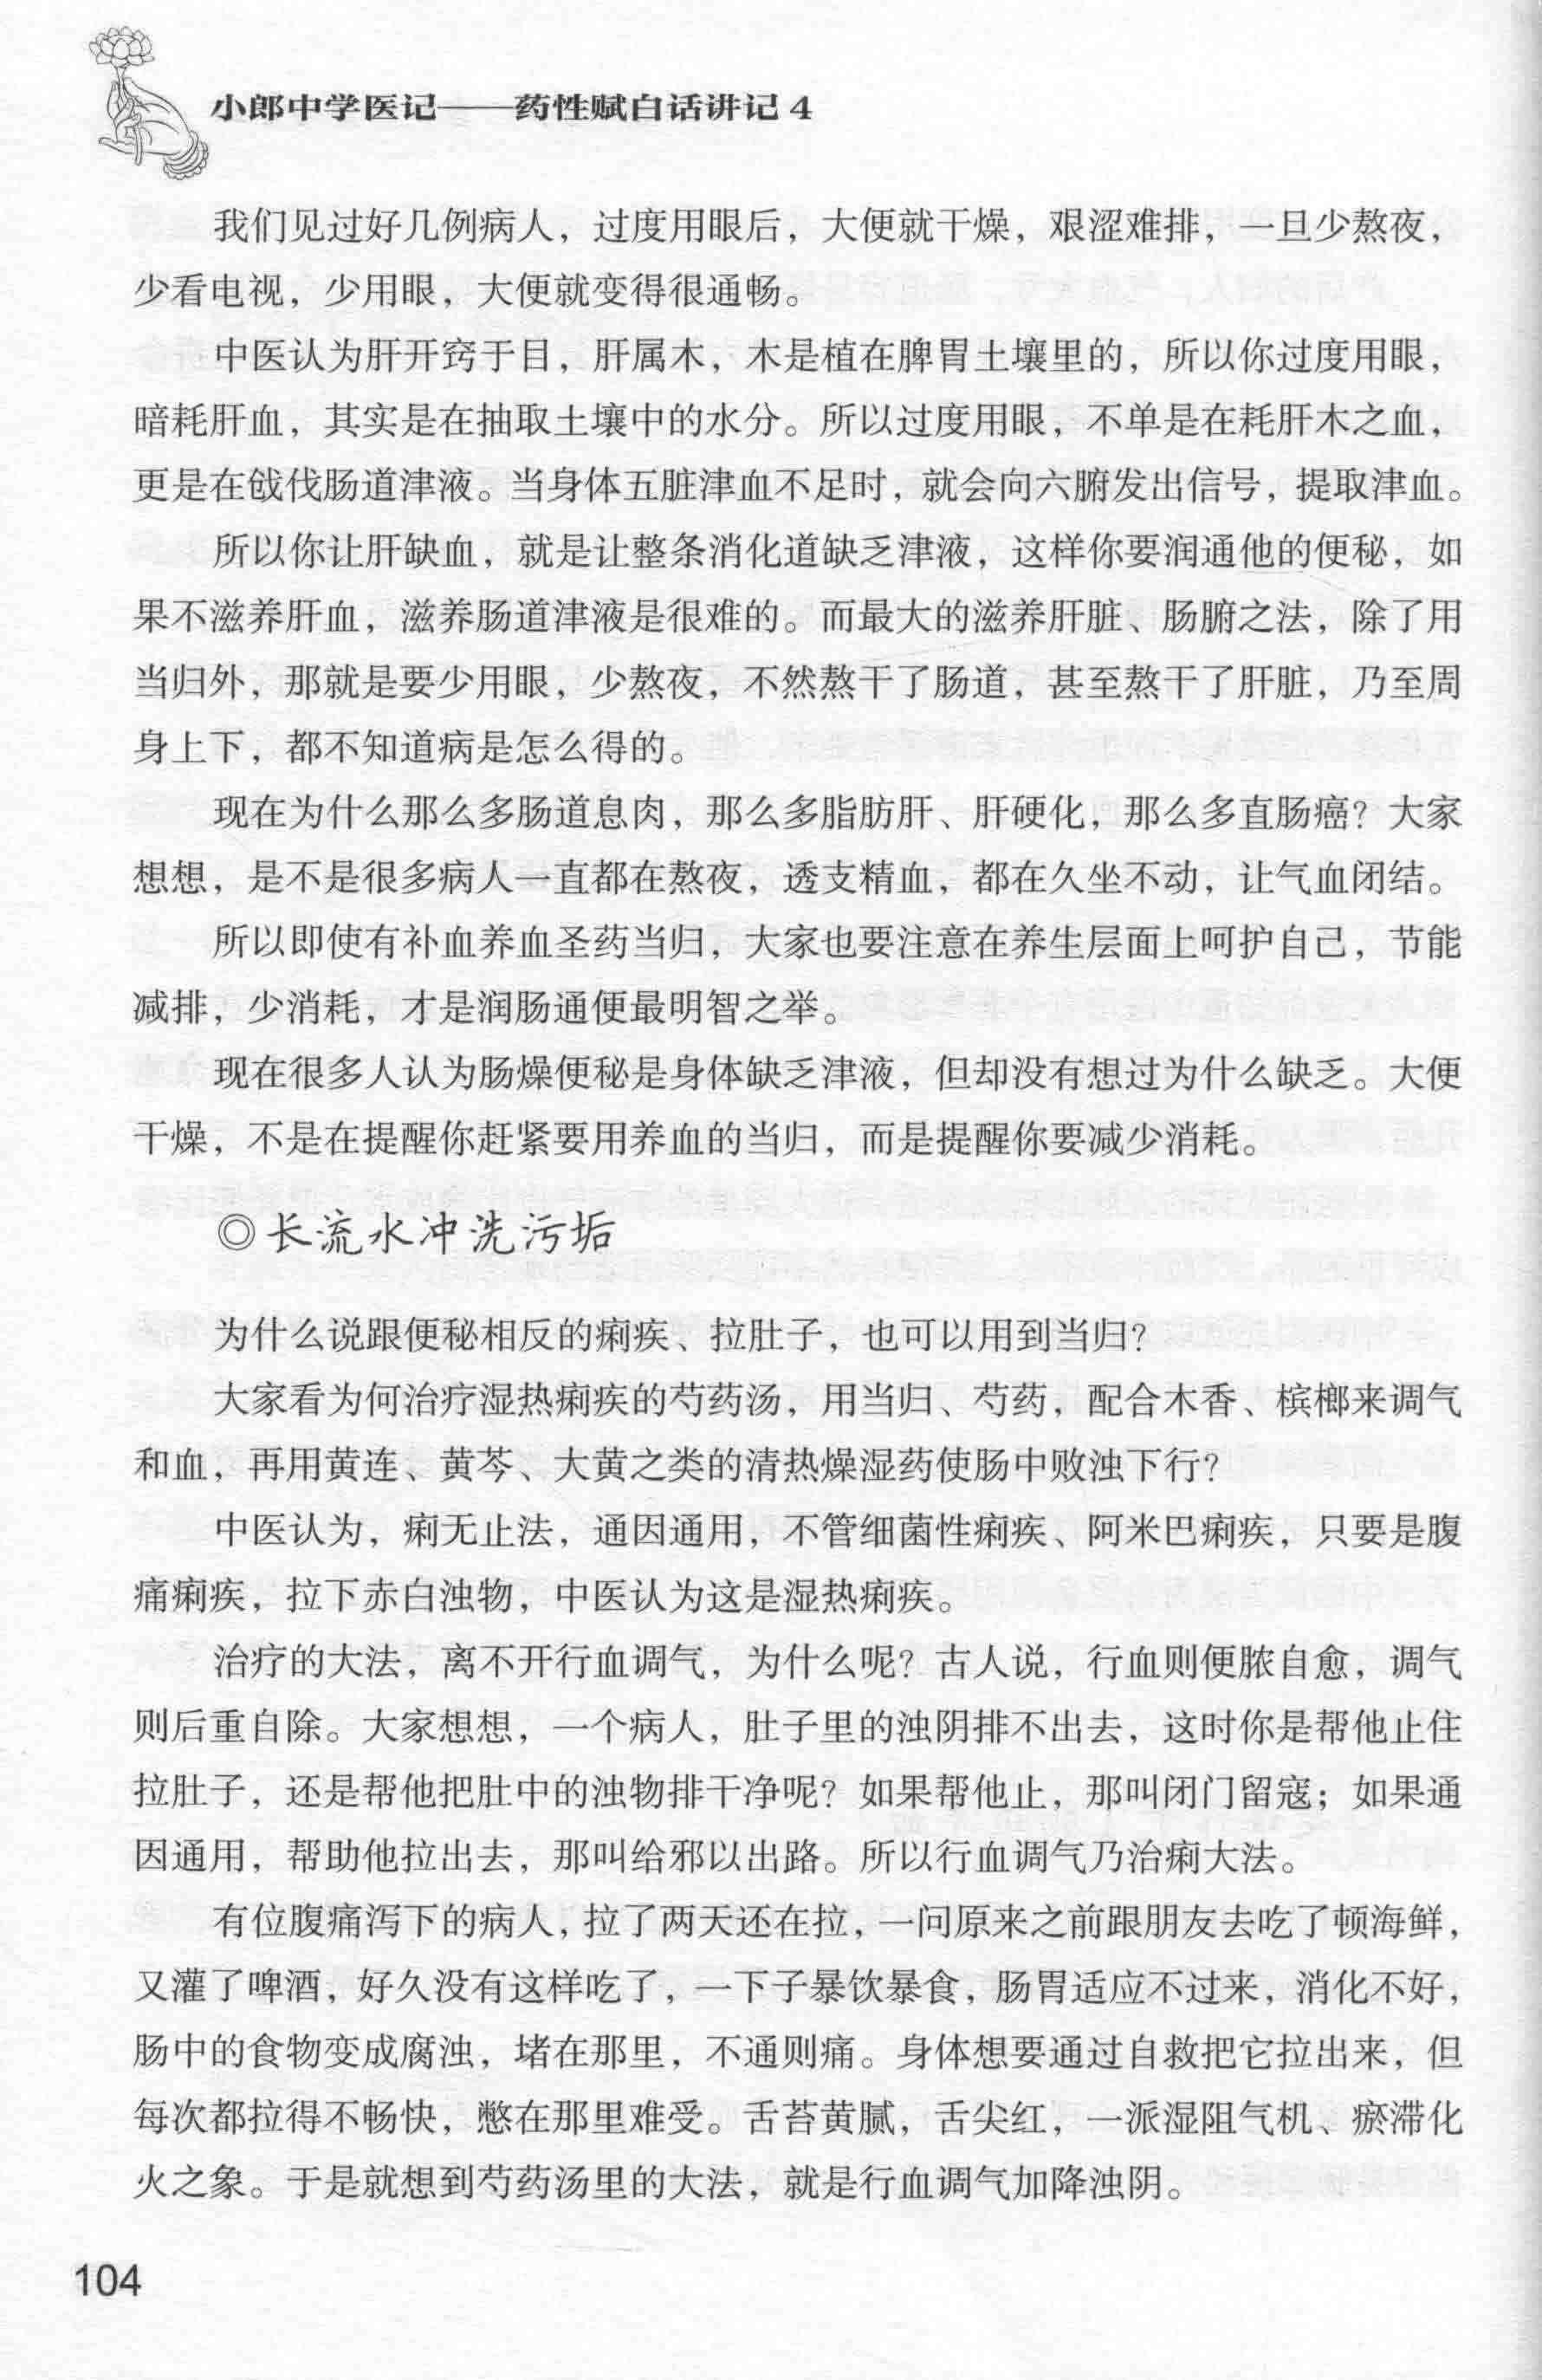 小郎中学医记——药性赋白话讲记4
我们见过好几例病人，过度用眼后，大便就干燥，艰涩难排，一旦少熬夜，
少看电视，少用眼，大便就变得很通畅。
中医认为肝开窍于目，肝属木，木是植在脾胃土壤里的，所以你过度用眼，
暗耗肝血，其实是在抽取土壤中的水分。所以过度用眼，不单是在耗肝木之血，
更是在戗伐肠道津液。当身体五脏津血不足时，就会向六腑发出信号，提取津血。
所以你让肝缺血，就是让整条消化道缺乏津液，这样你要润通他的便秘，如
果不滋养肝血，滋养肠道津液是很难的。而最大的滋养肝脏、肠腑之法，除了用
当归外，那就是要少用眼，少熬夜，不然熬干了肠道，甚至熬干了肝脏，乃至周
身上下，都不知道病是怎么得的。
现在为什么那么多肠道息肉，那么多脂肪肝、肝硬化，那么多直肠癌？大家
想想，是不是很多病人一直都在熬夜，透支精血，都在久坐不动，让气血闭结。
所以即使有补血养血圣药当归，大家也要注意在养生层面上呵护自己，节能
减排，少消耗，才是润肠通便最明智之举。
现在很多人认为肠燥便秘是身体缺乏津液，但却没有想过为什么缺乏。大便
干燥，不是在提醒你赶紧要用养血的当归，而是提醒你要减少消耗。
◎长流水冲洗污垢
为什么说跟便秘相反的痢疾、拉肚子，也可以用到当归？
大家看为何治疗湿热痢疾的芍药汤，用当归、芍药，配合木香、槟榔来调气
和血，再用黄连、黄芩、大黄之类的清热燥湿药使肠中败浊下行？
中医认为，痢无止法，通因通用，不管细菌性痢疾、阿米巴痢疾，只要是腹
痛痢疾，拉下赤白浊物，中医认为这是湿热痢疾。
治疗的大法，离不开行血调气，为什么呢？古人说，行血则便脓自愈，调气
则后重自除。大家想想，一个病人，肚子里的浊阴排不出去，这时你是帮他止住
拉肚子，还是帮他把肚中的浊物排干净呢？如果帮他止，那叫闭门留寇；如果通
因通用，帮助他拉出去，那叫给邪以出路。所以行血调气乃治痢大法。
有位腹痛泻下的病人，拉了两天还在拉，一问原来之前跟朋友去吃了顿海鲜，
又灌了啤酒，好久没有这样吃了，一下子暴饮暴食，肠胃适应不过来，消化不好，
肠中的食物变成腐浊，堵在那里，不通则痛。身体想要通过自救把它拉出来，但
每次都拉得不畅快，憋在那里难受。舌苔黄腻，舌尖红，一派湿阻气机、瘀滞化
火之象。于是就想到芍药汤里的大法，就是行血调气加降浊阴。
104